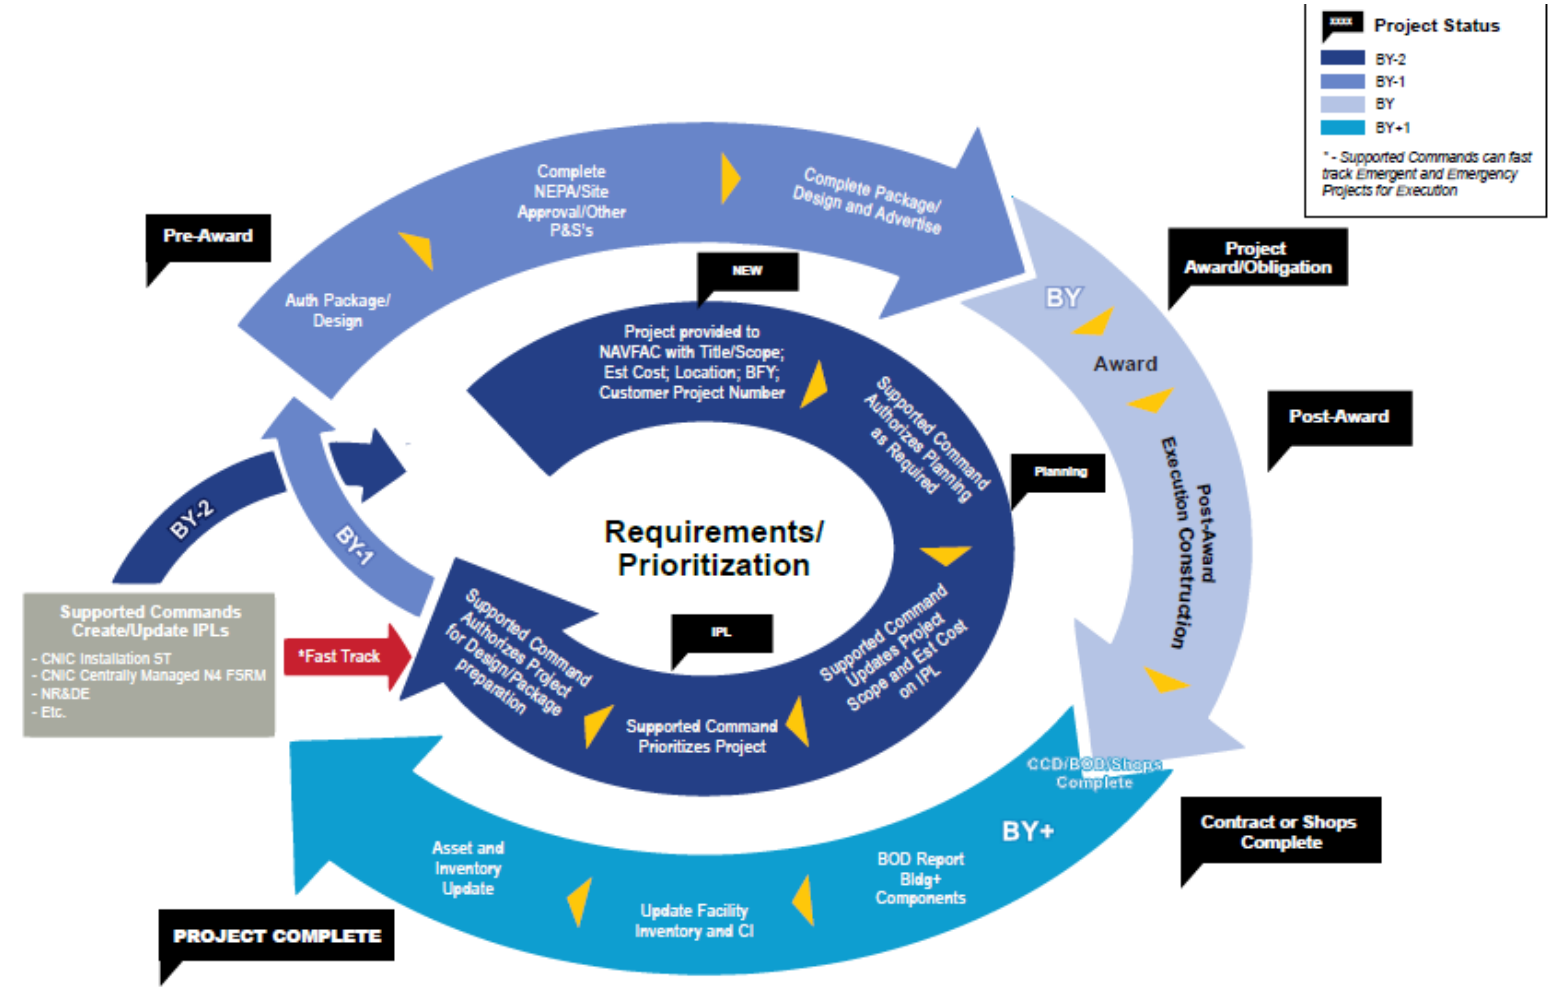 xxxx
Project Status
BY-2
BY-1
BY
BY+1
* - Supported Commands can fast
track Emergent and Emergency
Projects for Execution
Pre-Award
Auth Package/
Design
Complete
NEPA/Site
Approval/Other
P&S's
Complete Package/
Design and Advertise
NEW
Project provided to
NAVFAC with Title/Scope;
Est Cost; Location; BFY;
Customer Project Number
Supported Command
Authorizes Planning
as Required
Planning
Supported Command
Updates Project
Scope and Est Cost
on IPL
IPL
Supported Command
Prioritizes Project
Supported Command
Authorizes Project
for Design/Package
preparation
Requirements/
Prioritization
BY
Project
Award/Obligation
Award
Post-Award
Post-Award
Execution Construction
BY-2
BY-1
Supported Commands
Create/Update IPLs
- CNIC Installation ST
- CNIC Centrally Managed N4 FSRM
- NR&DE
- Etc.
*Fast Track
CCD/BOD/Shops
Complete
BY+
Contract or Shops
Complete
BOD Report
Bldg+
Components
Update Facility
Inventory and CI
Asset and
Inventory
Update
PROJECT COMPLETE